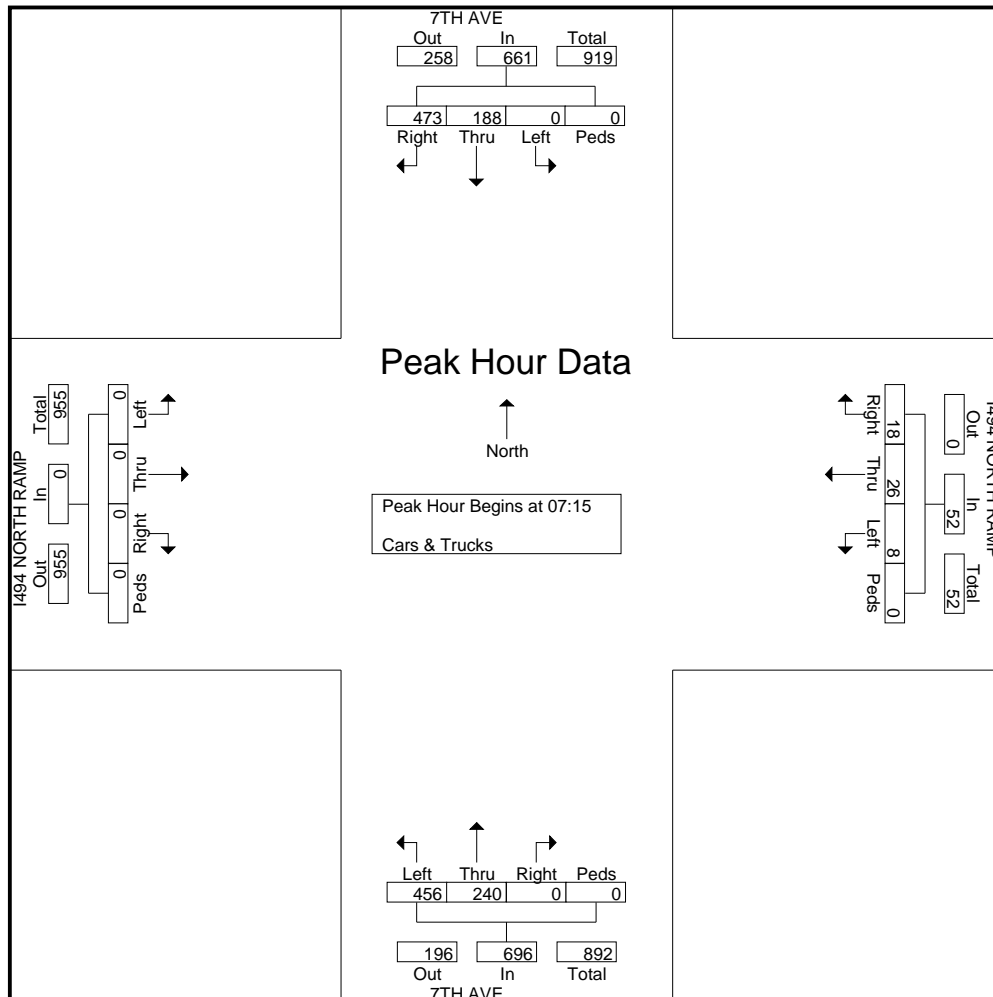 7TH AVE
Out In Total
258 661 919
473 188 0 0
Right Thru Left Peds
Peak Hour Data
North
Peak Hour Begins at 07:15
Cars & Trucks
I494 NORTH RAMP
Out In Total
955 0 955
0 0 0 0
Left Thru Right Peds
I494 NORTH RAMP
Out In Total
0 52 52
18 26 8 0
Right Thru Left Peds
Left Thru Right Peds
456 240 0 0
196 696 892
Out In Total
7TH AVE